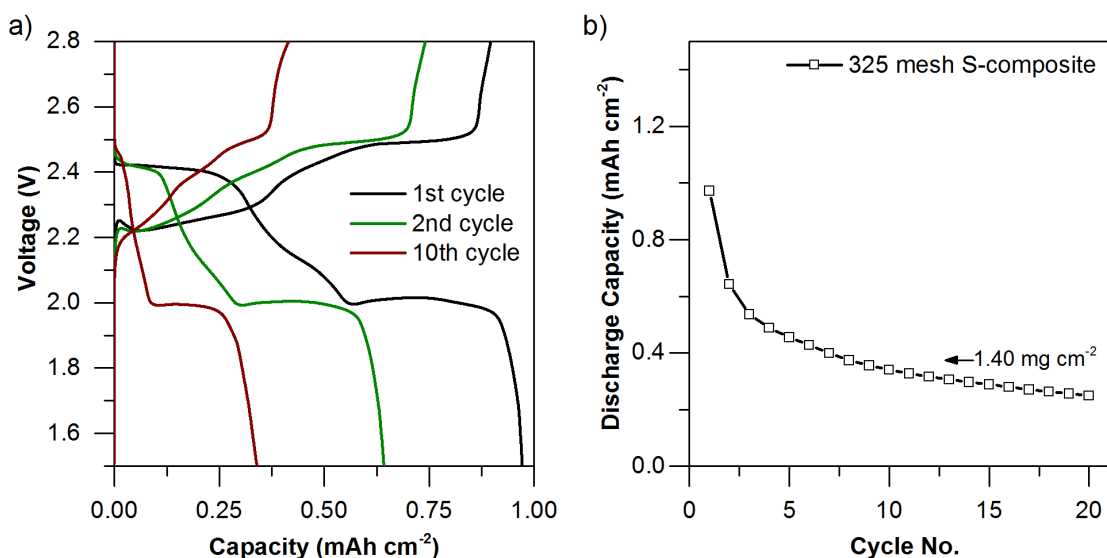 a)
2.8
2.6
2.4
2.2
2.0
1.8
1.6
Voltage (V)
1st cycle
2nd cycle
10th cycle
0.00 0.25 0.50 0.75 1.00
Capacity (mAh cm⁻²)
b)
325 mesh S-composite
1.2
0.8
0.4
0.0
Discharge Capacity (mAh cm⁻²)
1.40 mg cm⁻²
0 5 10 15 20
Cycle No.